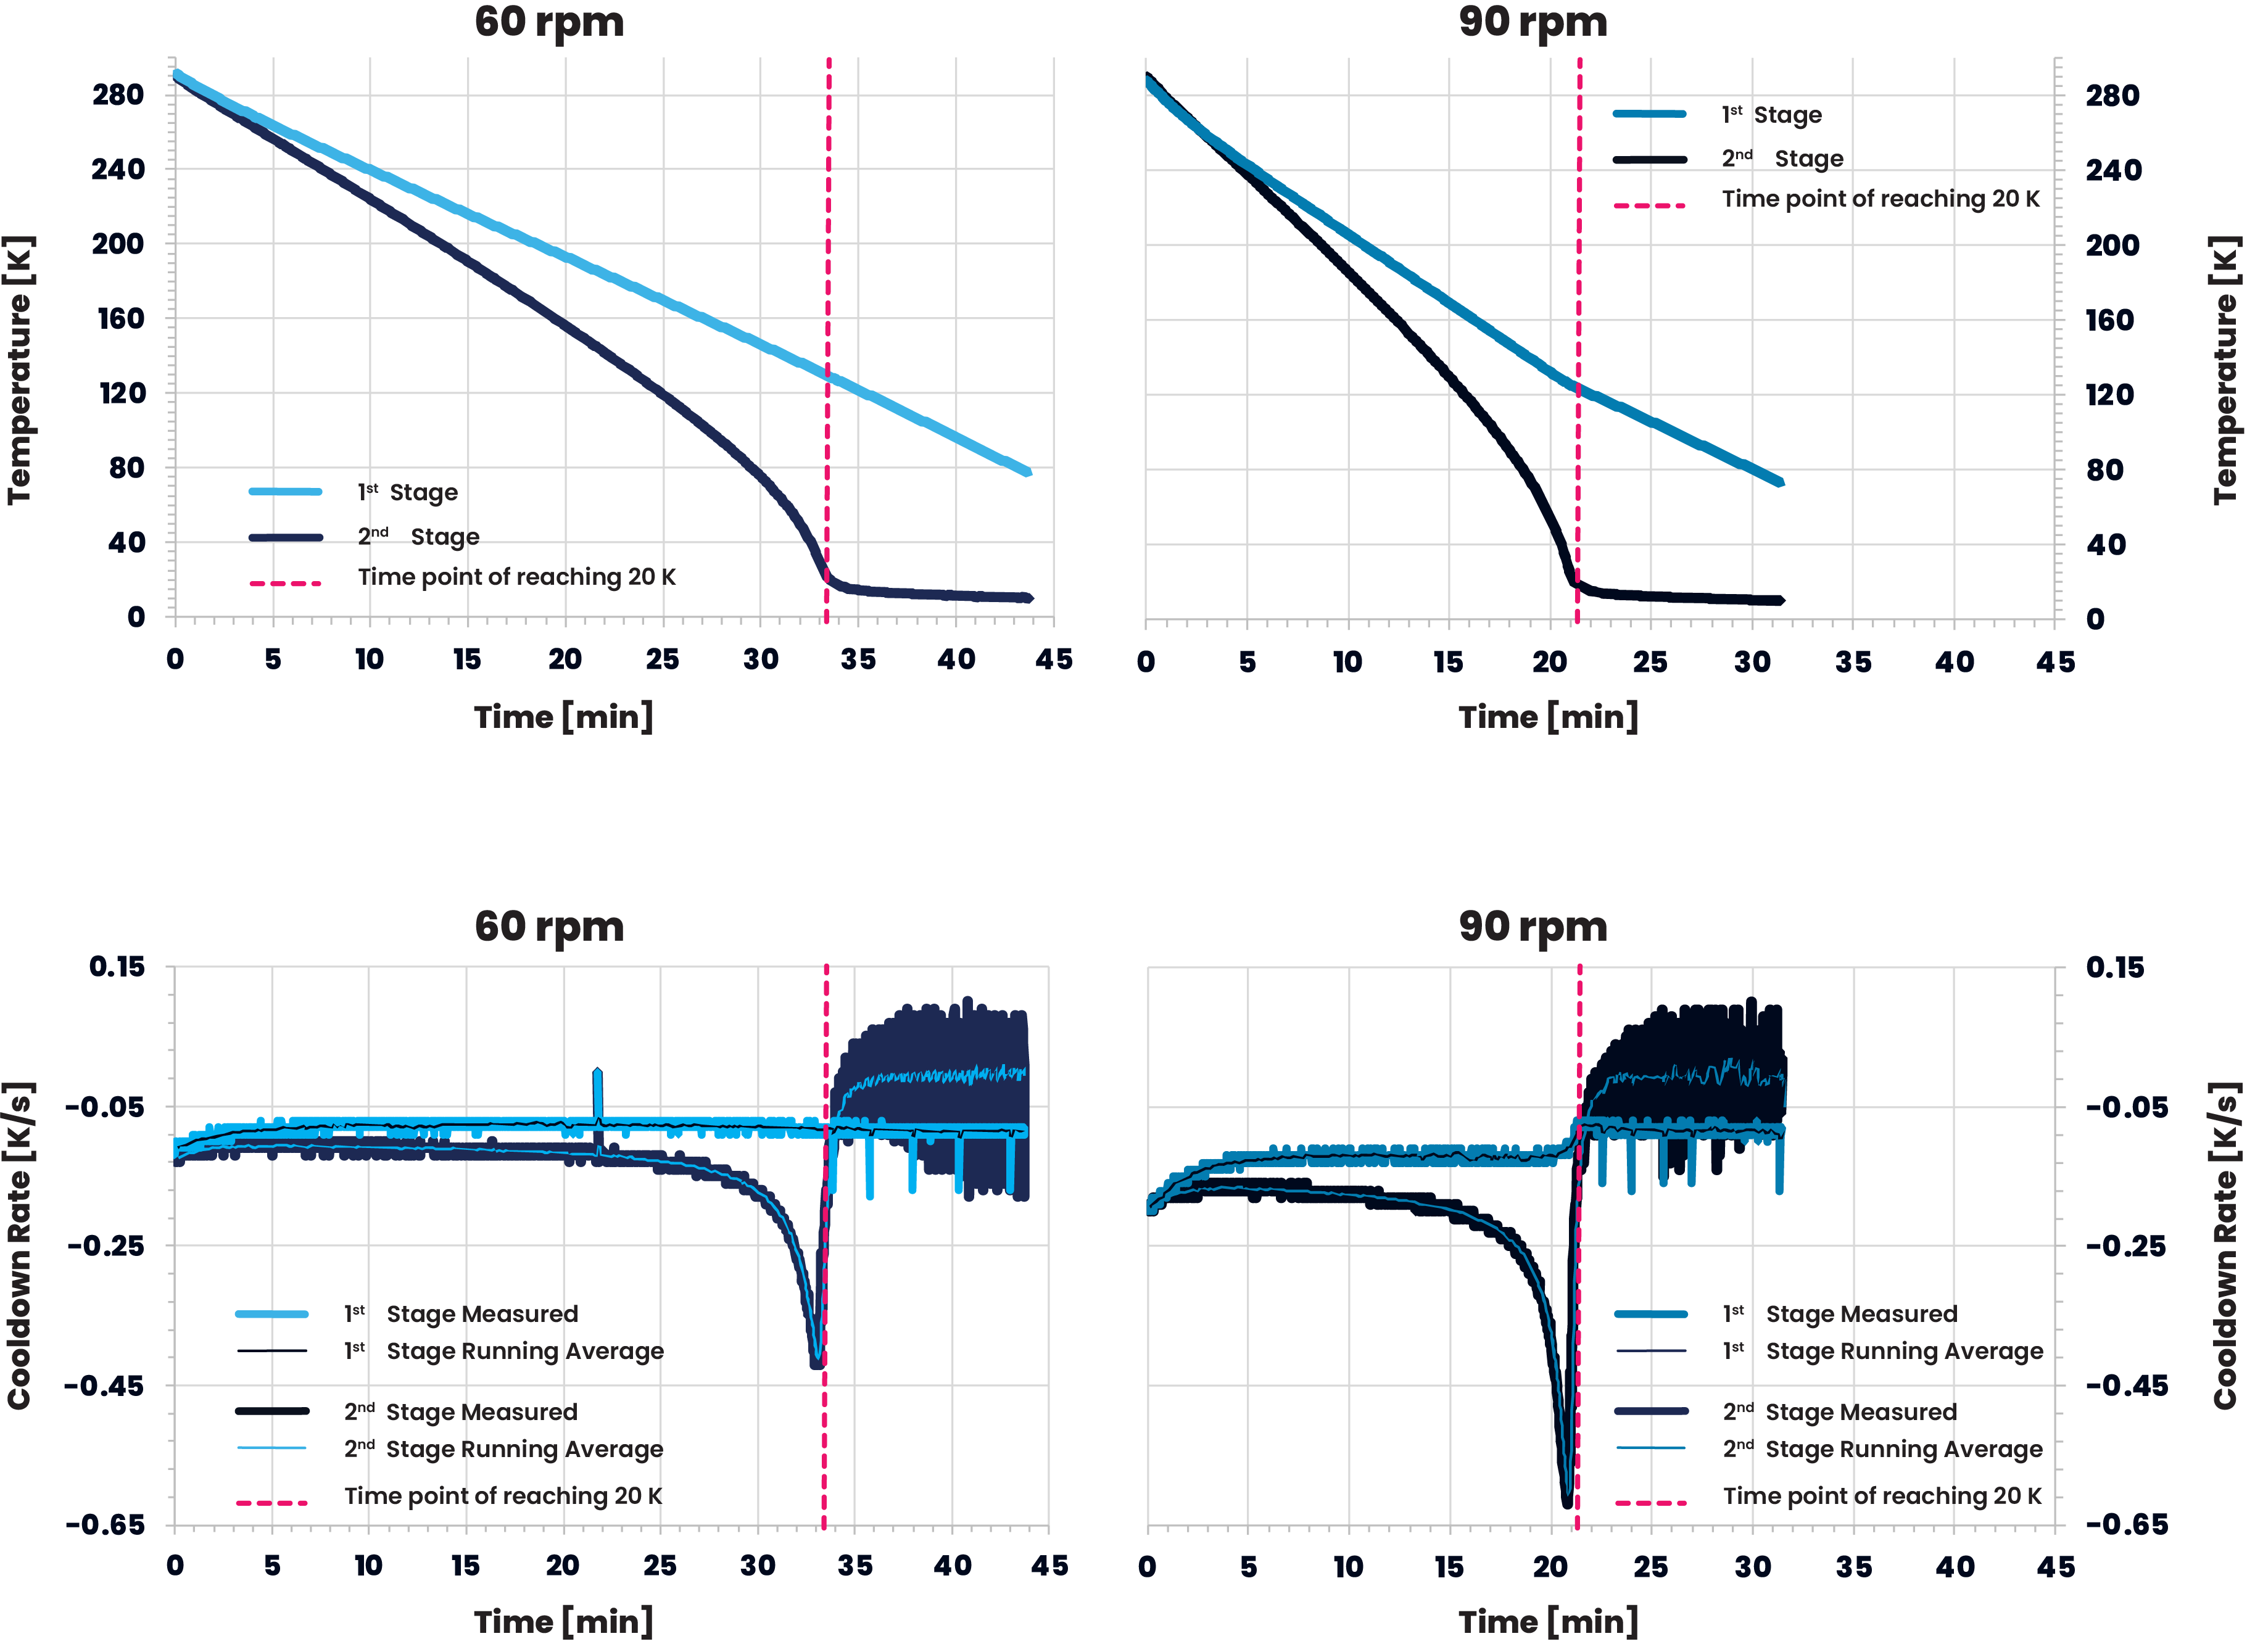 60 rpm
90 rpm
Temperature [K]
280
240
200
160
120
80
40
0
1st Stage
2nd Stage
Time point of reaching 20 K
0 5 10 15 20 25 30 35 40 45
Time [min]
1st Stage
2nd Stage
Time point of reaching 20 K
280
240
200
160
120
80
40
0
Temperature [K]
0 5 10 15 20 25 30 35 40 45
Time [min]
60 rpm
90 rpm
Cooldown Rate [K/s]
0.15
-0.05
-0.25
-0.45
-0.65
1st Stage Measured
1st Stage Running Average
2nd Stage Measured
2nd Stage Running Average
Time point of reaching 20 K
0 5 10 15 20 25 30 35 40 45
Time [min]
1st Stage Measured
1st Stage Running Average
2nd Stage Measured
2nd Stage Running Average
Time point of reaching 20 K
0.15
-0.05
-0.25
-0.45
-0.65
Cooldown Rate [K/s]
0 5 10 15 20 25 30 35 40 45
Time [min]